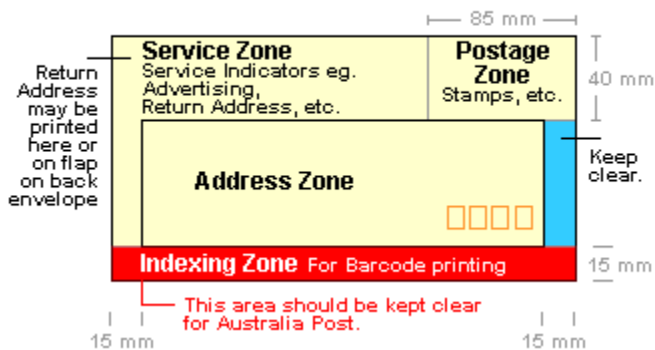 85 mm
Service Zone
Service Indicators eg.
Advertising,
Return Address, etc.
Postage
Zone
Stamps, etc.
40 mm
Return
Address
may be
printed
here or
on flap
on back
envelope
Keep
clear.
Address Zone
Indexing Zone For Barcode printing
15 mm
This area should be kept clear
for Australia Post.
15 mm
15 mm